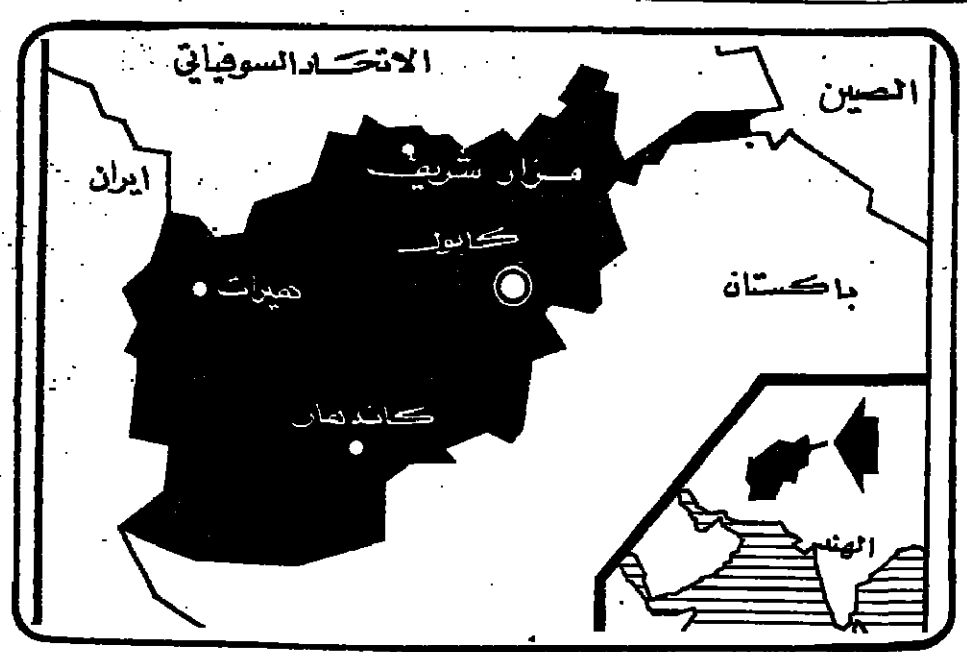 الاتحاد السوفياتي
الصين
ايران
مزار شريف
كابول
هيرات
باكستان
كاندهار
الهند